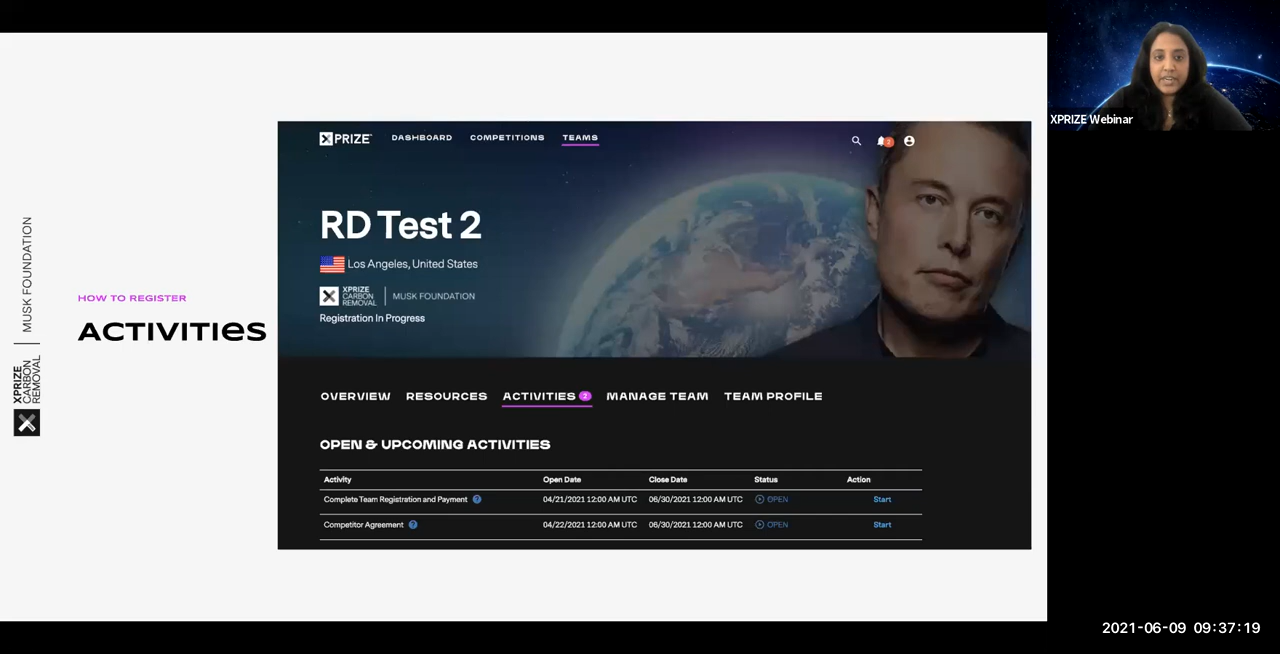 MUSK FOUNDATION
XPRIZE
CARBON
REMOVAL
HOW TO REGISTER
ACTIVITIES
XPRIZE
DASHBOARD
COMPETITIONS
TEAMS
2
RD Test 2
Los Angeles, United States
XPRIZE
CARBON
REMOVAL
MUSK FOUNDATION
Registration In Progress
OVERVIEW RESOURCES ACTIVITIES 2 MANAGE TEAM TEAM PROFILE
OPEN & UPCOMING ACTIVITIES
Activity Open Date Close Date Status Action
Complete Team Registration and Payment ? 04/21/2021 12:00 AM UTC 06/30/2021 12:00 AM UTC OPEN Start
Competitor Agreement ? 04/22/2021 12:00 AM UTC 06/30/2021 12:00 AM UTC OPEN Start
XPRIZE Webinar
2021-06-09 09:37:19